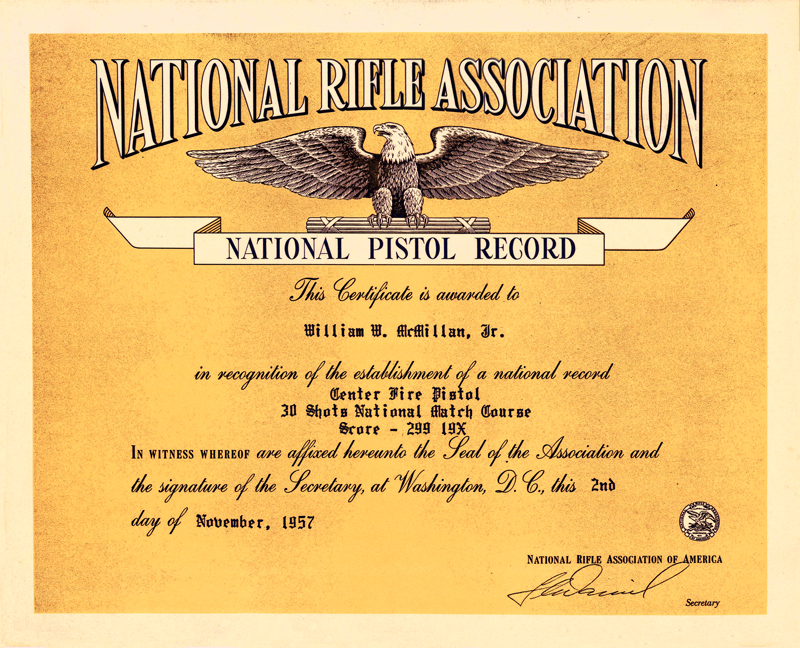 NATIONAL RIFLE ASSOCIATION
NATIONAL PISTOL RECORD
This Certificate is awarded to
William W. McMillan, Jr.
in recognition of the establishment of a national record
Center Fire Pistol
30 Shots National Match Course
Score - 299 19X
IN WITNESS WHEREOF are affixed hereunto the Seal of the Association and
the signature of the Secretary, at Washington, D. C., this 2nd
day of November, 1957
NATIONAL RIFLE ASSOCIATION OF AMERICA
Secretary